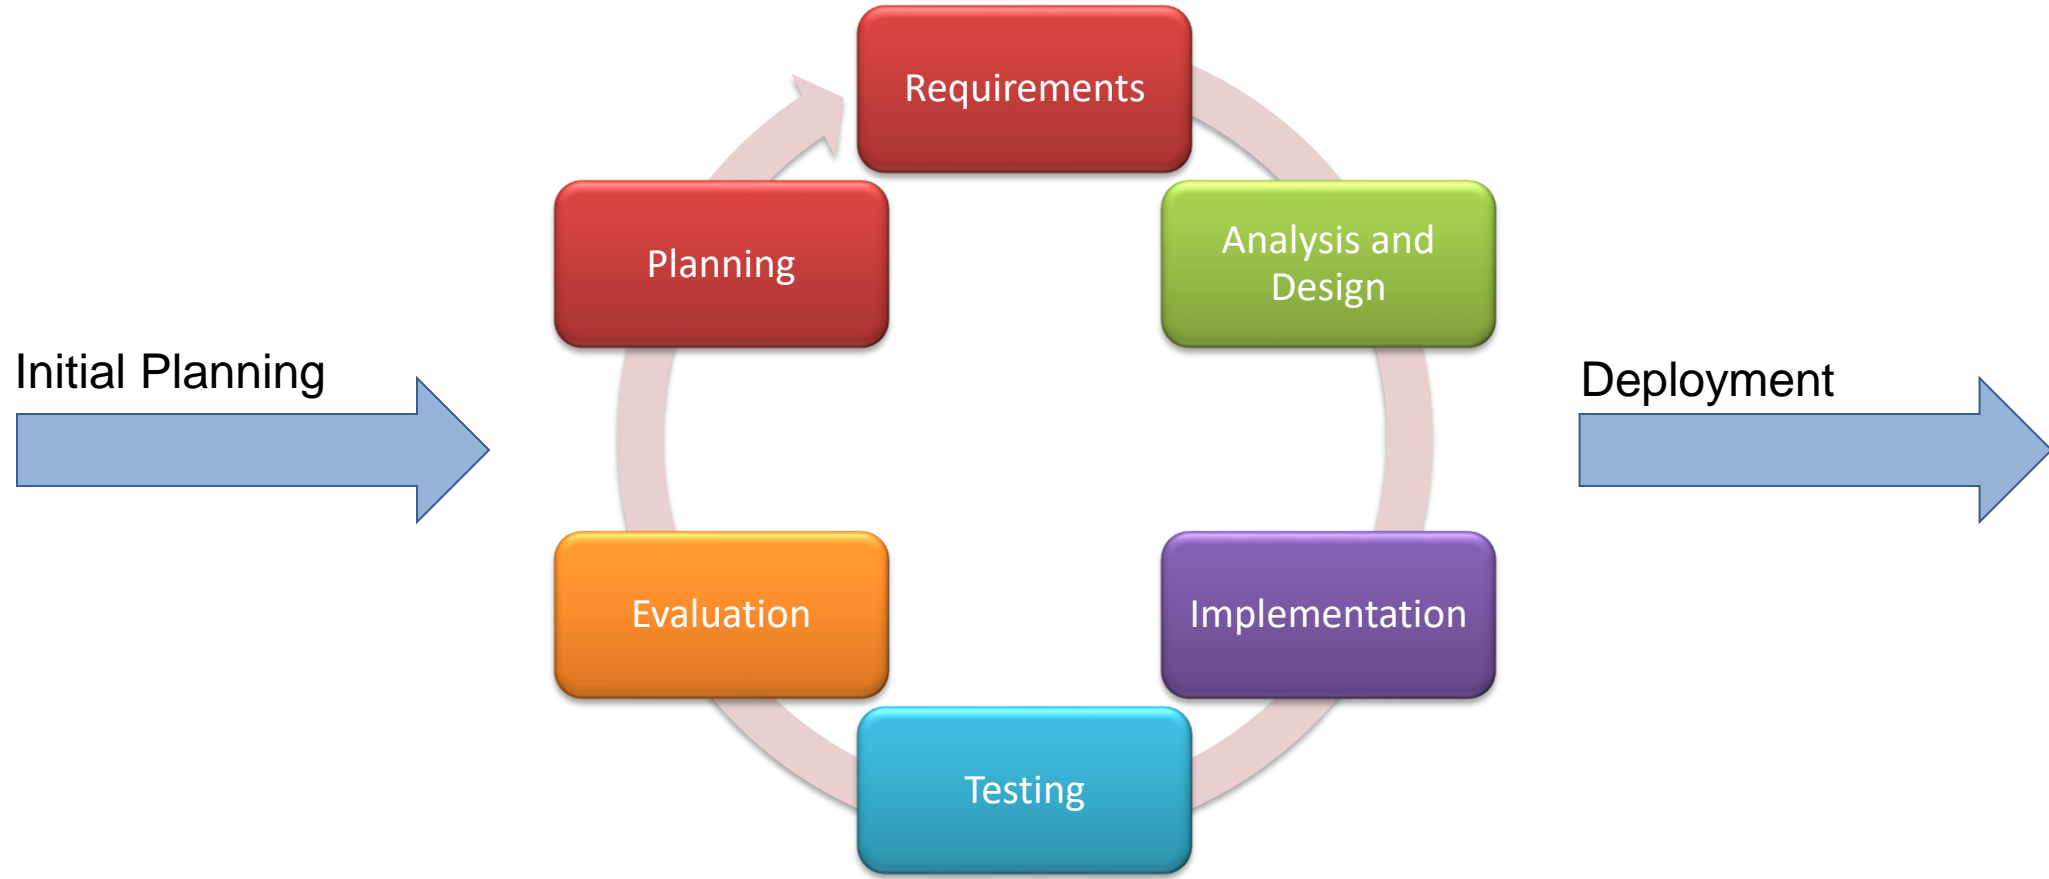 Requirements
Planning
Analysis and
Design
Initial Planning
Deployment
Evaluation
Implementation
Testing